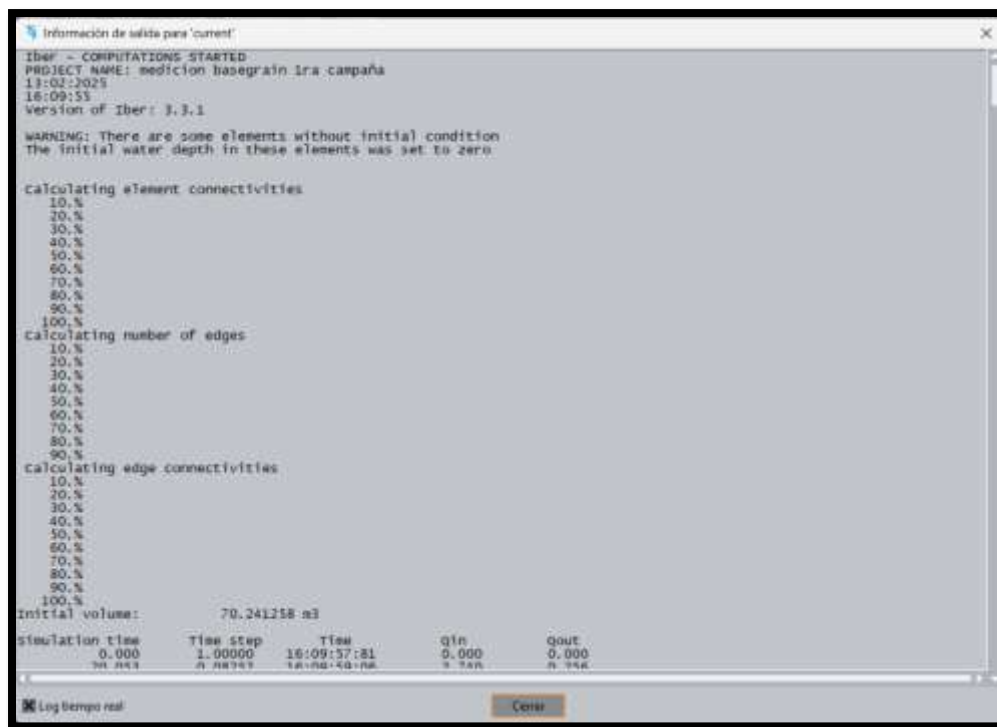 Información de salida para 'current'
Iber - COMPUTATIONS STARTED
PROJECT NAME: medicion basegrain 1ra campaña
13:02:2025
16:09:55
Version of Iber: 3.3.1
WARNING: There are some elements without initial condition
The initial water depth in these elements was set to zero
Calculating element connectivities
10.%
20.%
30.%
40.%
50.%
60.%
70.%
80.%
90.%
100.%
Calculating number of edges
10.%
20.%
30.%
40.%
50.%
60.%
70.%
80.%
90.%
Calculating edge connectivities
10.%
20.%
30.%
40.%
50.%
60.%
70.%
80.%
90.%
100.%
Initial volume: 70.241258 m3
Simulation time Time step Time Qin Qout
0.000 1.00000 16:09:57:81 0.000 0.000
Log tiempo real
Cerrar